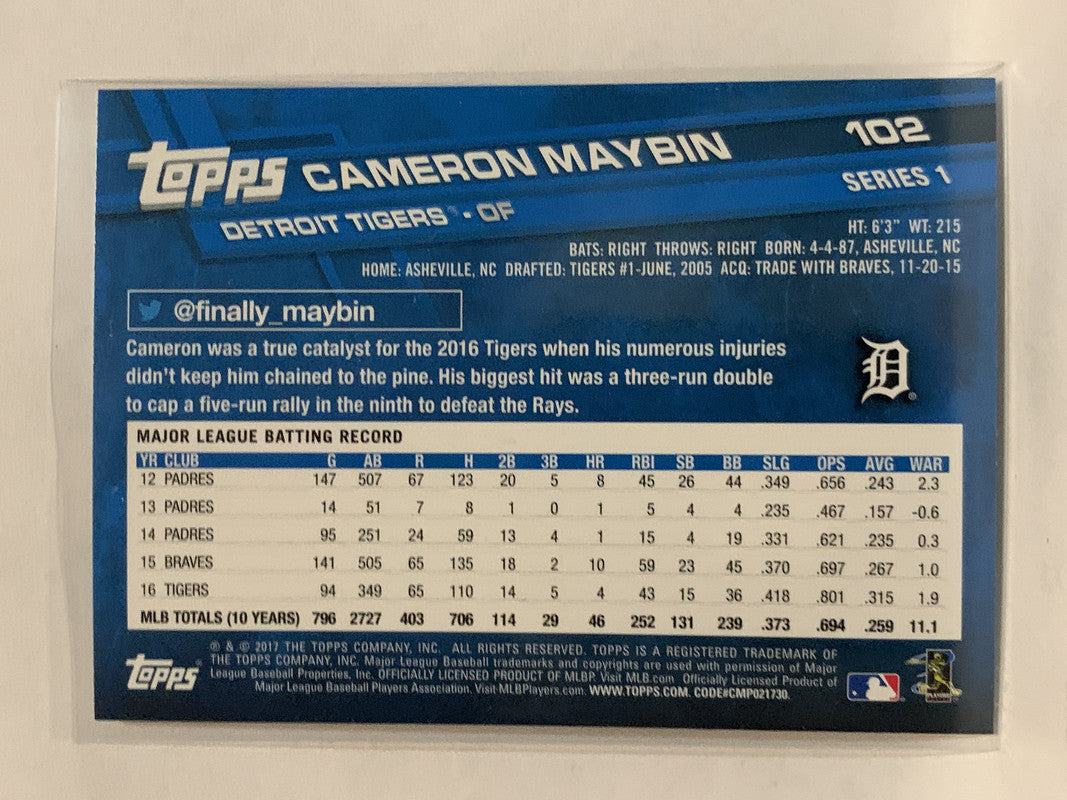 TOPPS CAMERON MAYBIN 102
DETROIT TIGERS™ • OF SERIES 1
HT: 6'3" WT: 215
BATS: RIGHT THROWS: RIGHT BORN: 4-4-87, ASHEVILLE, NC
HOME: ASHEVILLE, NC DRAFTED: TIGERS #1-JUNE, 2005 ACQ: TRADE WITH BRAVES, 11-20-15
@finally_maybin
Cameron was a true catalyst for the 2016 Tigers when his numerous injuries
didn't keep him chained to the pine. His biggest hit was a three-run double
to cap a five-run rally in the ninth to defeat the Rays.
D
MAJOR LEAGUE BATTING RECORD
YR CLUB G AB R H 2B 3B HR RBI SB BB SLG OPS AVG WAR
12 PADRES 147 507 67 123 20 5 8 45 26 44 .349 .656 .243 2.3
13 PADRES 14 51 7 8 1 0 1 5 4 4 .235 .467 .157 -0.6
14 PADRES 95 251 24 59 13 4 1 15 4 19 .331 .621 .235 0.3
15 BRAVES 141 505 65 135 18 2 10 59 23 45 .370 .697 .267 1.0
16 TIGERS 94 349 65 110 14 5 4 43 15 36 .418 .801 .315 1.9
MLB TOTALS (10 YEARS) 796 2727 403 706 114 29 46 252 131 239 .373 .694 .259 11.1
TOPPS
® & © 2017 THE TOPPS COMPANY, INC. ALL RIGHTS RESERVED. TOPPS IS A REGISTERED TRADEMARK OF
THE TOPPS COMPANY, INC. Major League Baseball trademarks and copyrights are used with permission of Major
League Baseball Properties, Inc. OFFICIALLY LICENSED PRODUCT OF MLBP. Visit MLB.com. Officially Licensed Product of
Major League Baseball Players Association. Visit MLBPlayers.com. WWW.TOPPS.COM. CODE#CMP021730.